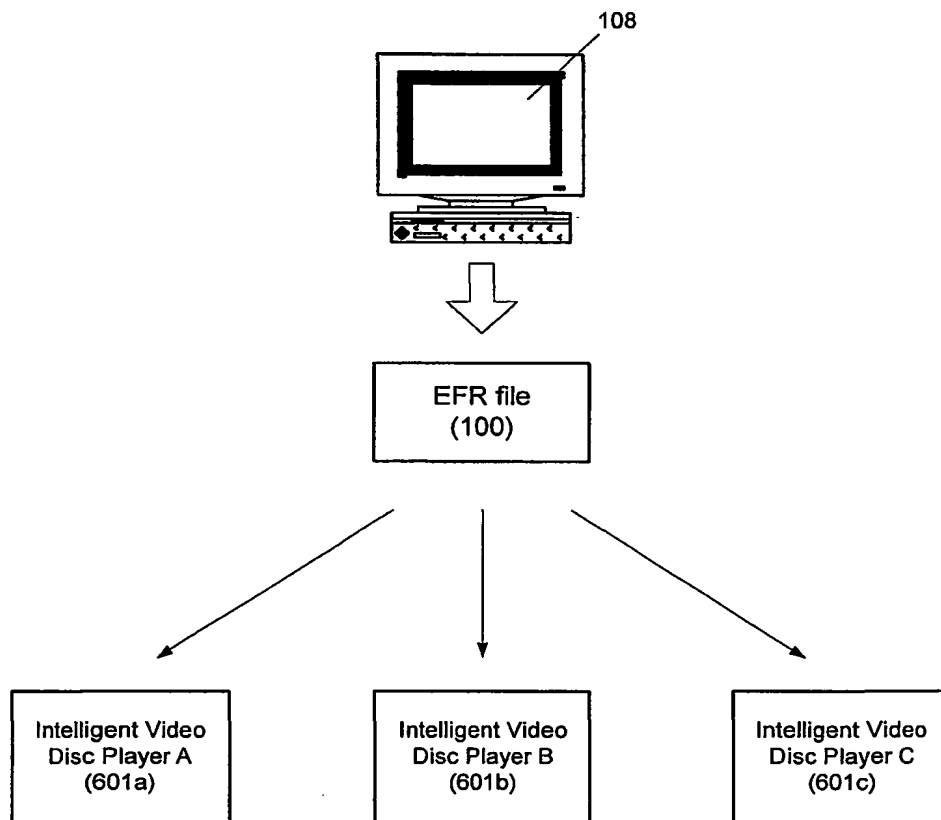 108
EFR file
(100)
Intelligent Video
Disc Player A
(601a)
Intelligent Video
Disc Player B
(601b)
Intelligent Video
Disc Player C
(601c)